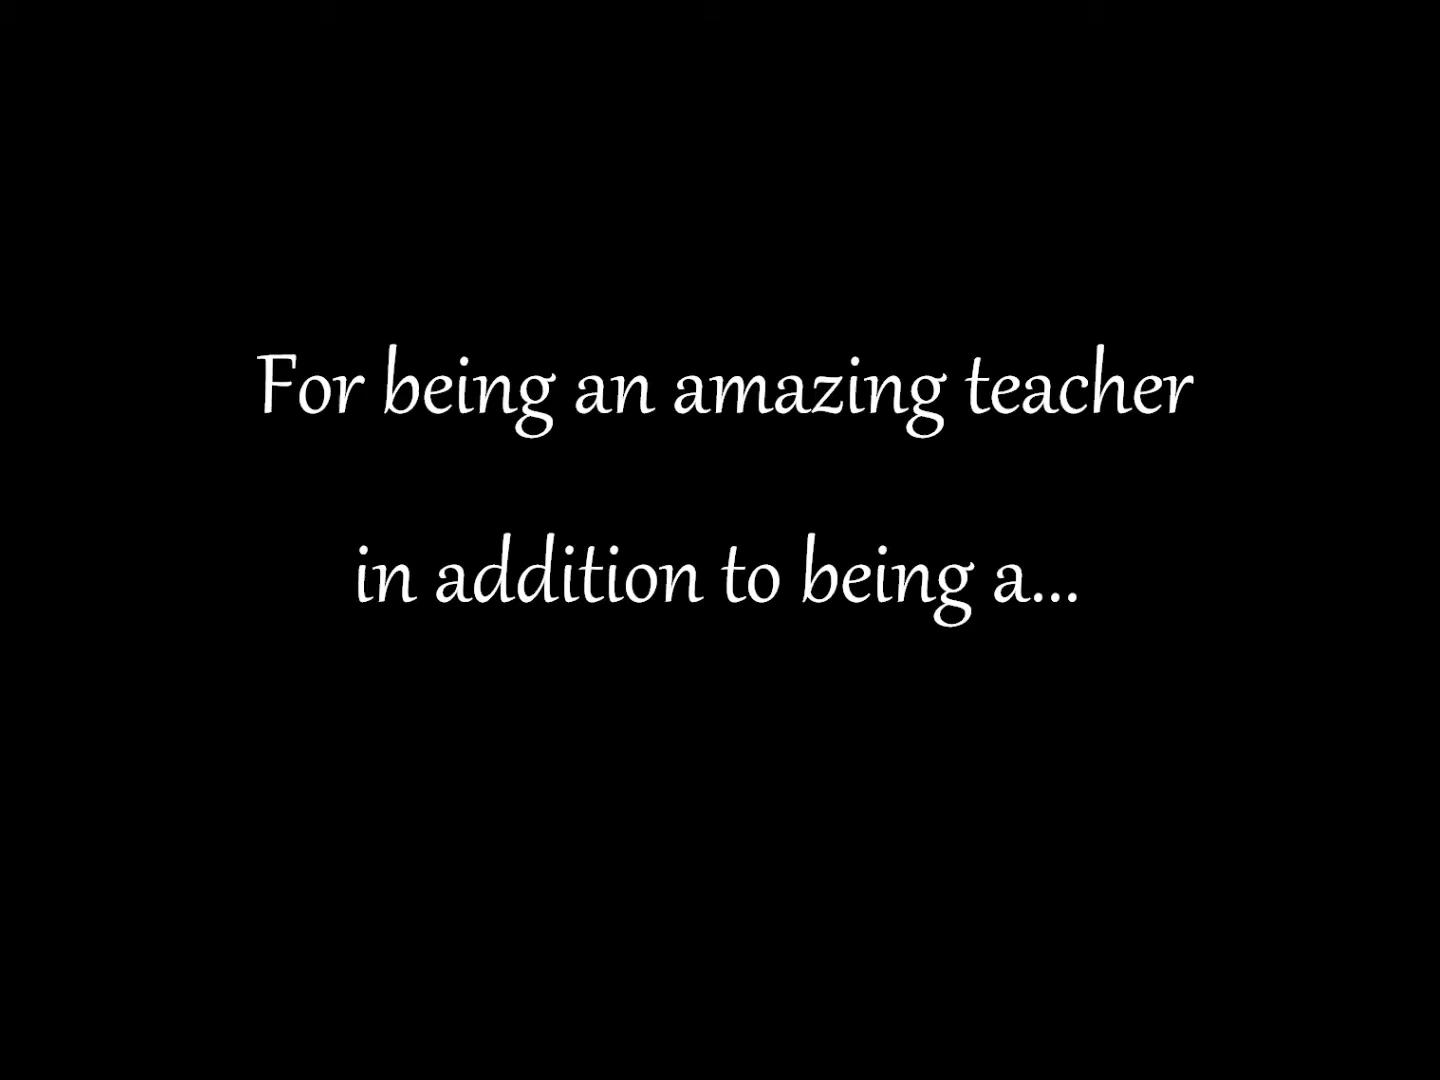 For being an amazing teacher
in addition to being a...